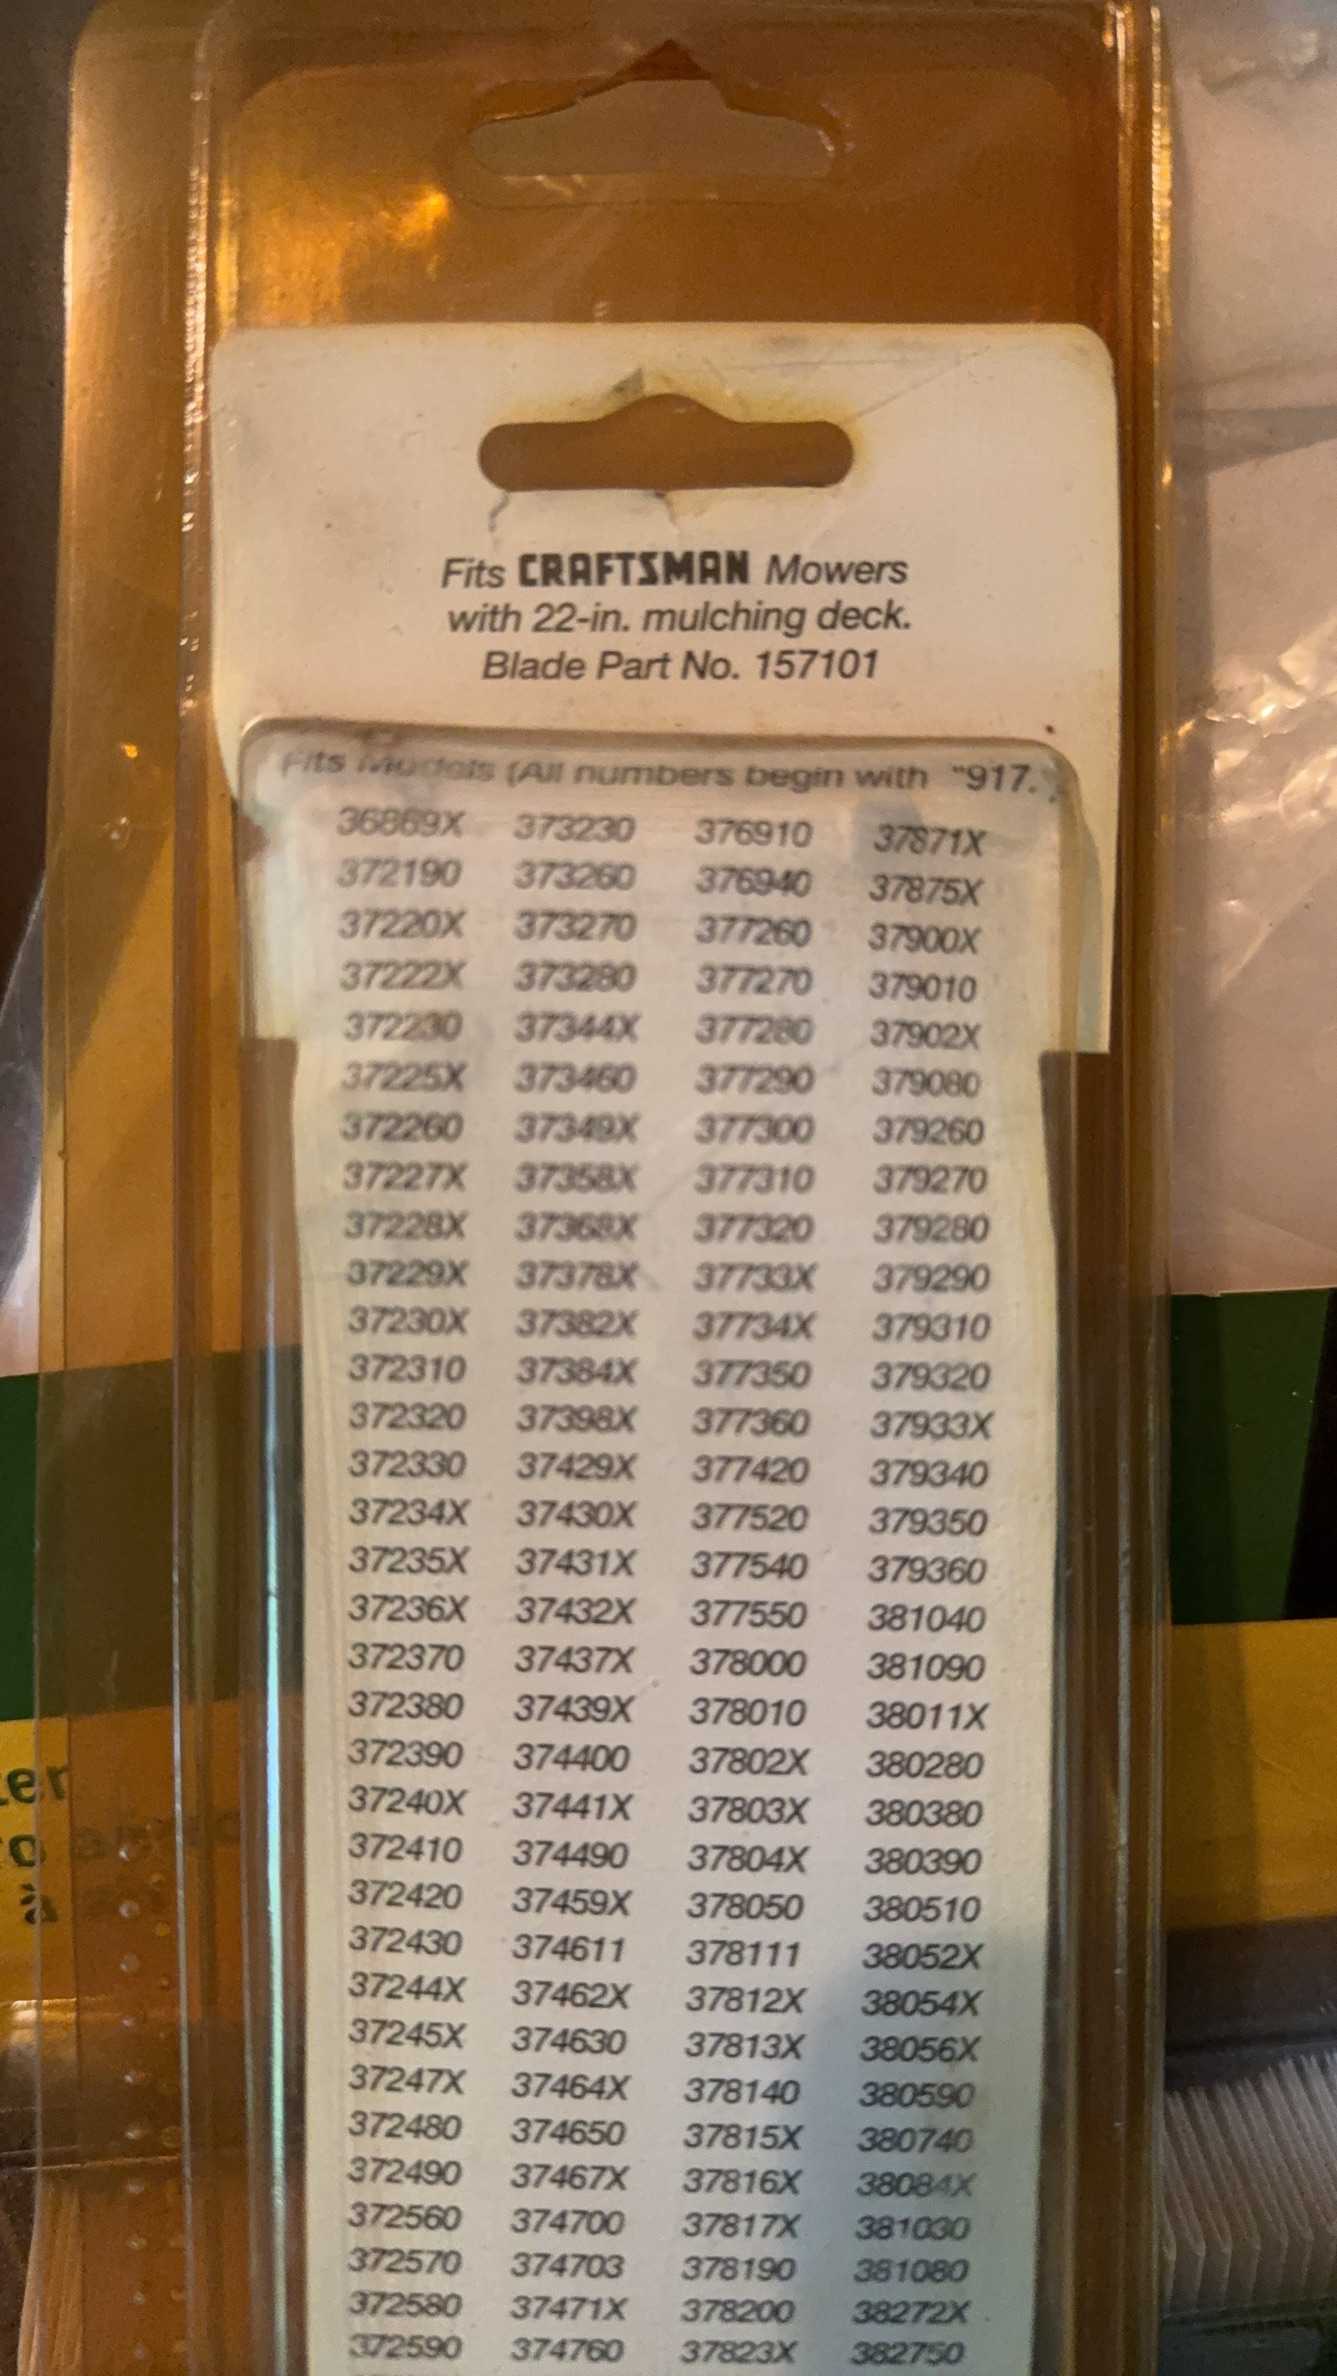 Fits CRAFTSMAN Mowers
with 22-in. mulching deck.
Blade Part No. 157101
Fits Models (All numbers begin with "917.
36869X 373230 376910 37871X
372190 373260 376940 37875X
37220X 373270 377260 37900X
37222X 373280 377270 379010
372230 37344X 377280 37902X
37225X 373460 377290 379080
372260 37349X 377300 379260
37227X 37358X 377310 379270
37228X 37368X 377320 379280
37229X 37378X 37733X 379290
37230X 37382X 37734X 379310
372310 37384X 377350 379320
372320 37398X 377360 37933X
372330 37429X 377420 379340
37234X 37430X 377520 379350
37235X 37431X 377540 379360
37236X 37432X 377550 381040
372370 37437X 378000 381090
372380 37439X 378010 38011X
372390 374400 37802X 380280
37240X 37441X 37803X 380380
372410 374490 37804X 380390
372420 37459X 378050 380510
372430 374611 378111 38052X
37244X 37462X 37812X 38054X
37245X 374630 37813X 38056X
37247X 37464X 378140 380590
372480 374650 37815X 380740
372490 37467X 37816X 38084X
372560 374700 37817X 381030
372570 374703 378190 381080
372580 37471X 378200 38272X
372590 374760 37823X 382750
à